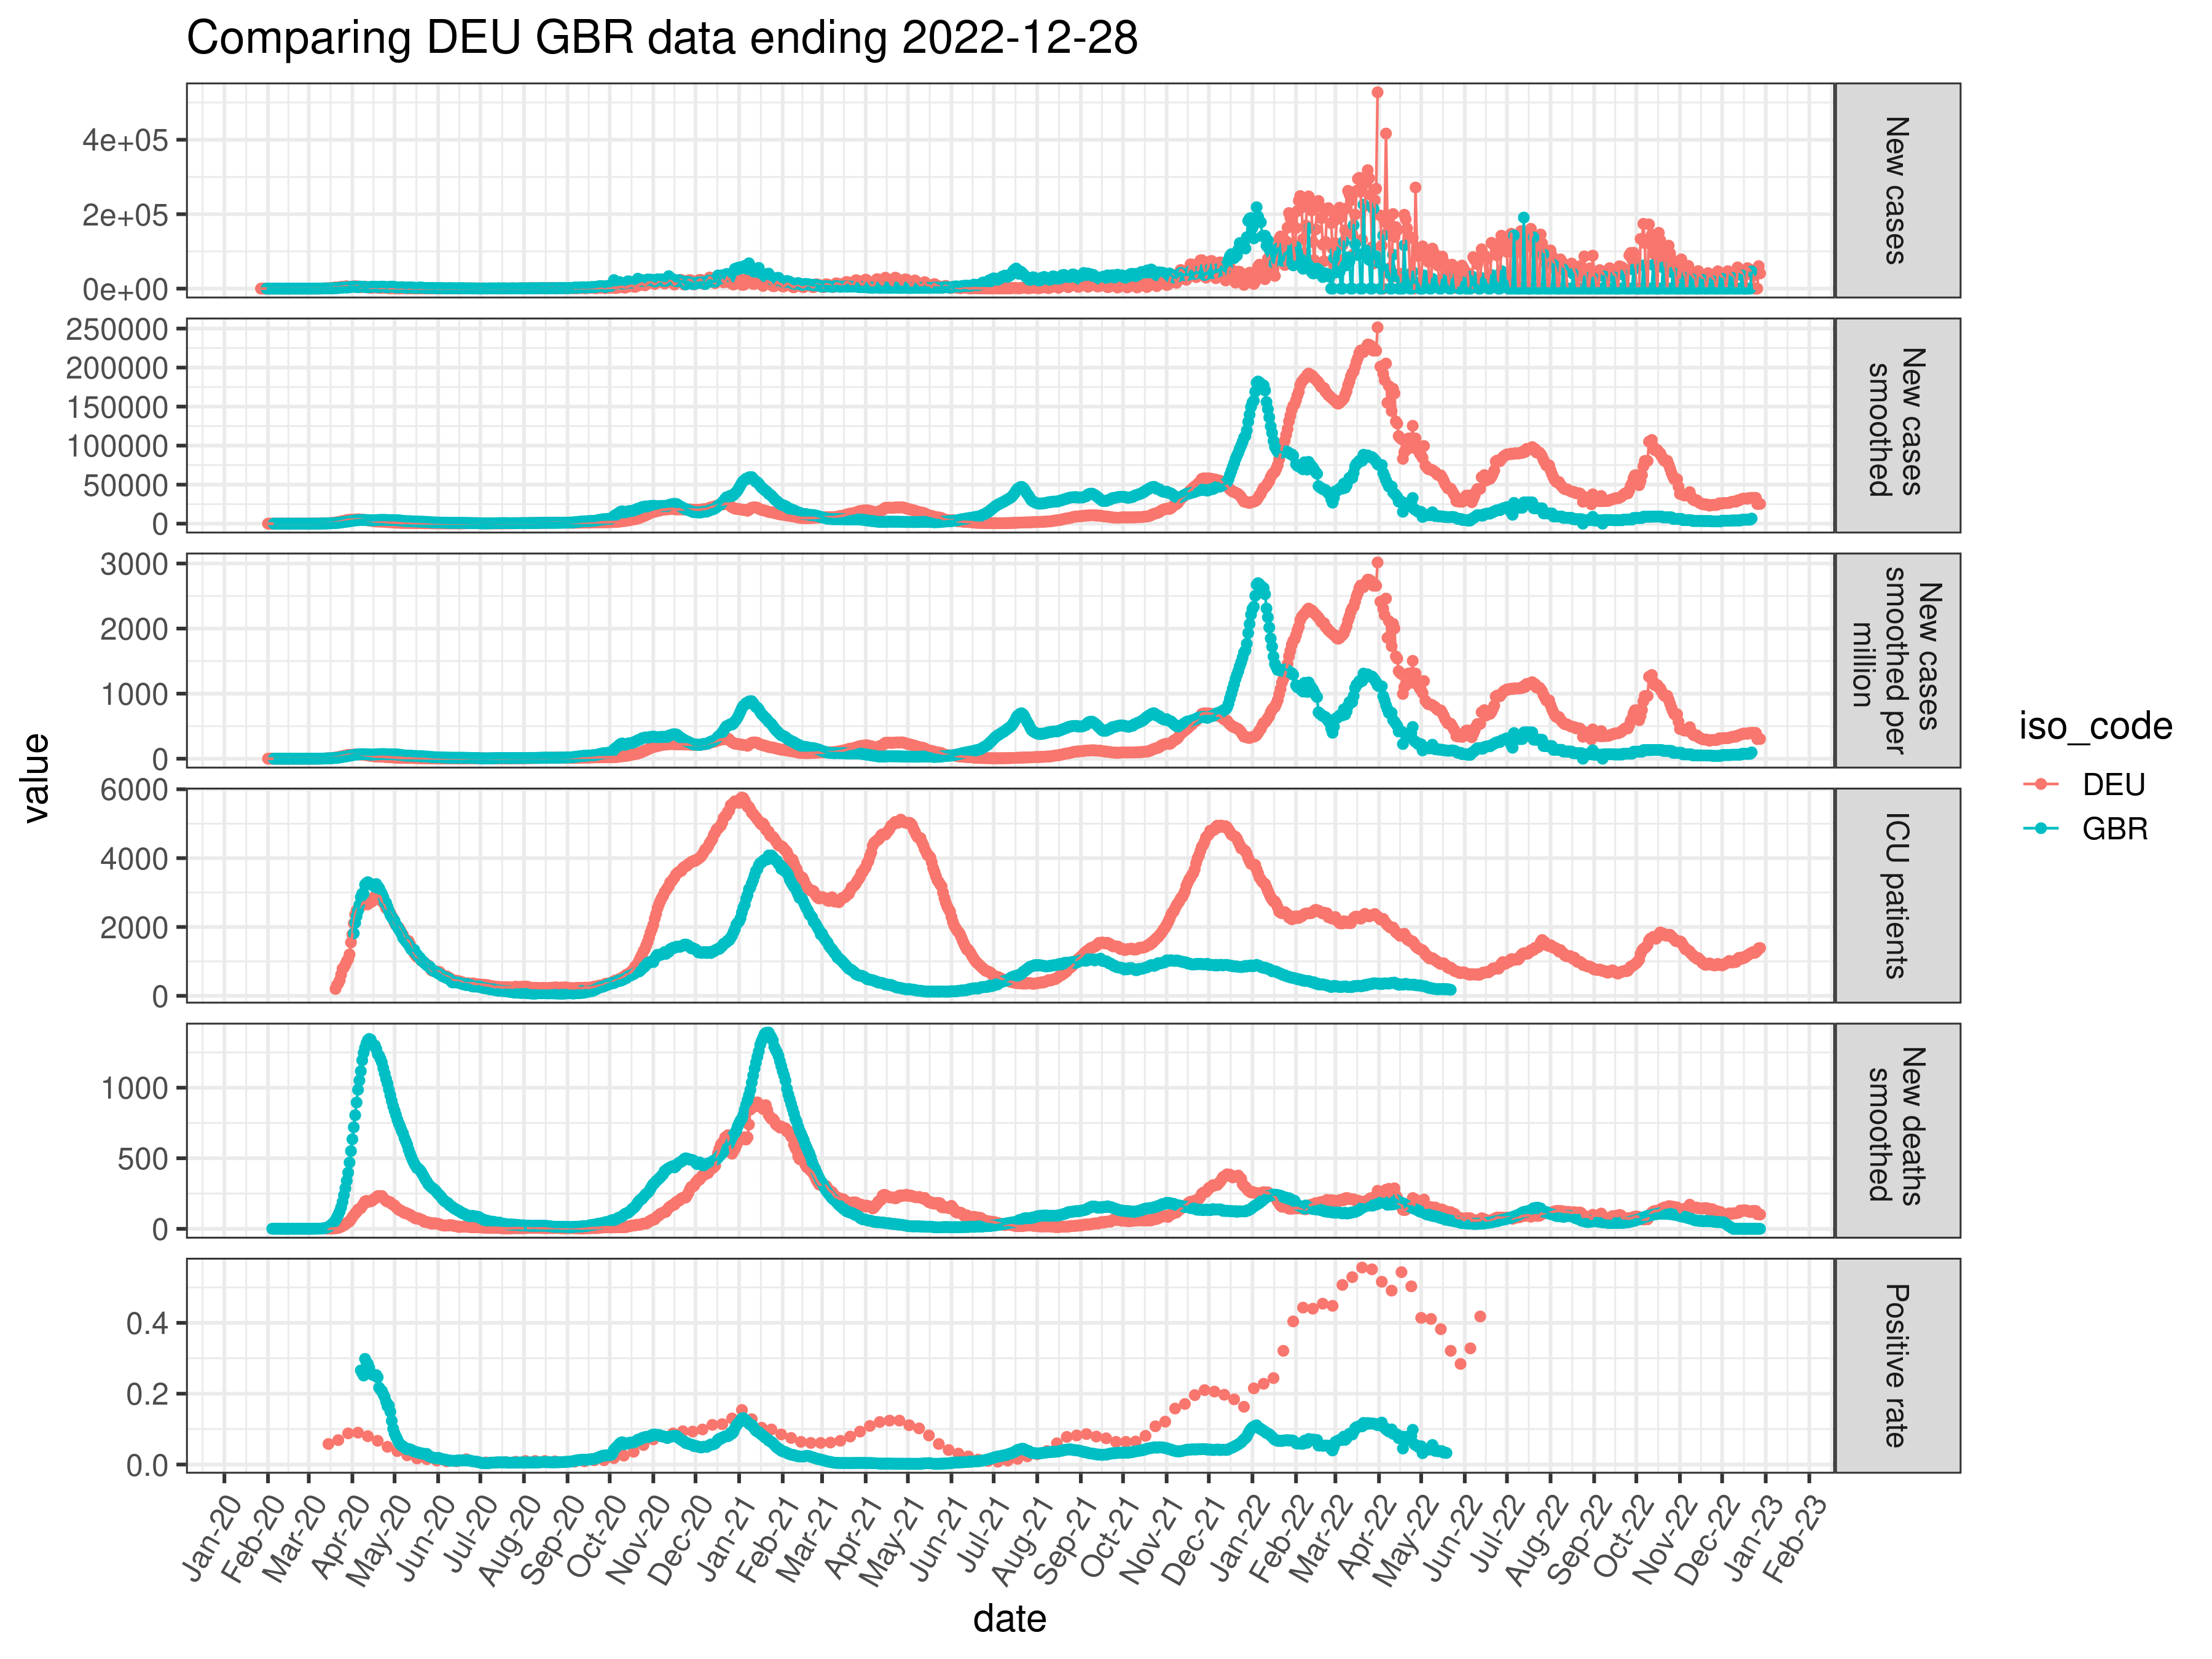 Comparing DEU GBR data ending 2022-12-28
value
4e+05
2e+05
0e+00
New cases
250000
200000
150000
100000
50000
0
New cases
smoothed
3000
2000
1000
0
New cases
smoothed per
million
6000
4000
2000
0
ICU patients
1000
500
0
New deaths
smoothed
0.4
0.2
0.0
Positive rate
Jan-20
Feb-20
Mar-20
Apr-20
May-20
Jun-20
Jul-20
Aug-20
Sep-20
Oct-20
Nov-20
Dec-20
Jan-21
Feb-21
Mar-21
Apr-21
May-21
Jun-21
Jul-21
Aug-21
Sep-21
Oct-21
Nov-21
Dec-21
Jan-22
Feb-22
Mar-22
Apr-22
May-22
Jun-22
Jul-22
Aug-22
Sep-22
Oct-22
Nov-22
Dec-22
Jan-23
Feb-23
date
iso_code
DEU
GBR